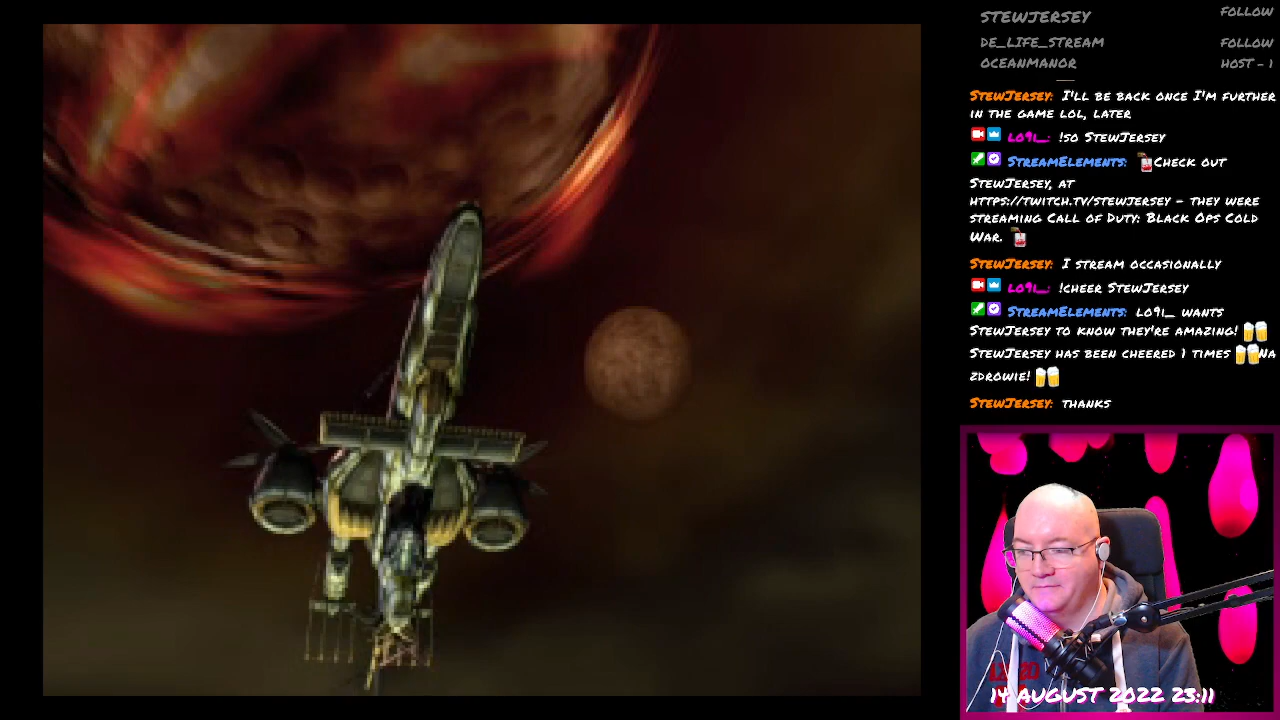 STEWJERSEY FOLLOW
DE_LIFE_STREAM FOLLOW
OCEANMANOR HOST - 1
STEWJERSEY: I'LL BE BACK ONCE I'M FURTHER
IN THE GAME LOL, LATER
LO91_: !SO STEWJERSEY
STREAMELEMENTS: CHECK OUT
STEWJERSEY, AT
HTTPS://TWITCH.TV/STEWJERSEY - THEY WERE
STREAMING CALL OF DUTY: BLACK OPS COLD
WAR.
STEWJERSEY: I STREAM OCCASIONALLY
LO91_: !CHEER STEWJERSEY
STREAMELEMENTS: LO91_ WANTS
STEWJERSEY TO KNOW THEY'RE AMAZING!
STEWJERSEY HAS BEEN CHEERED 1 TIMES NA
ZDROWIE!
STEWJERSEY: THANKS
14 AUGUST 2022 23:11